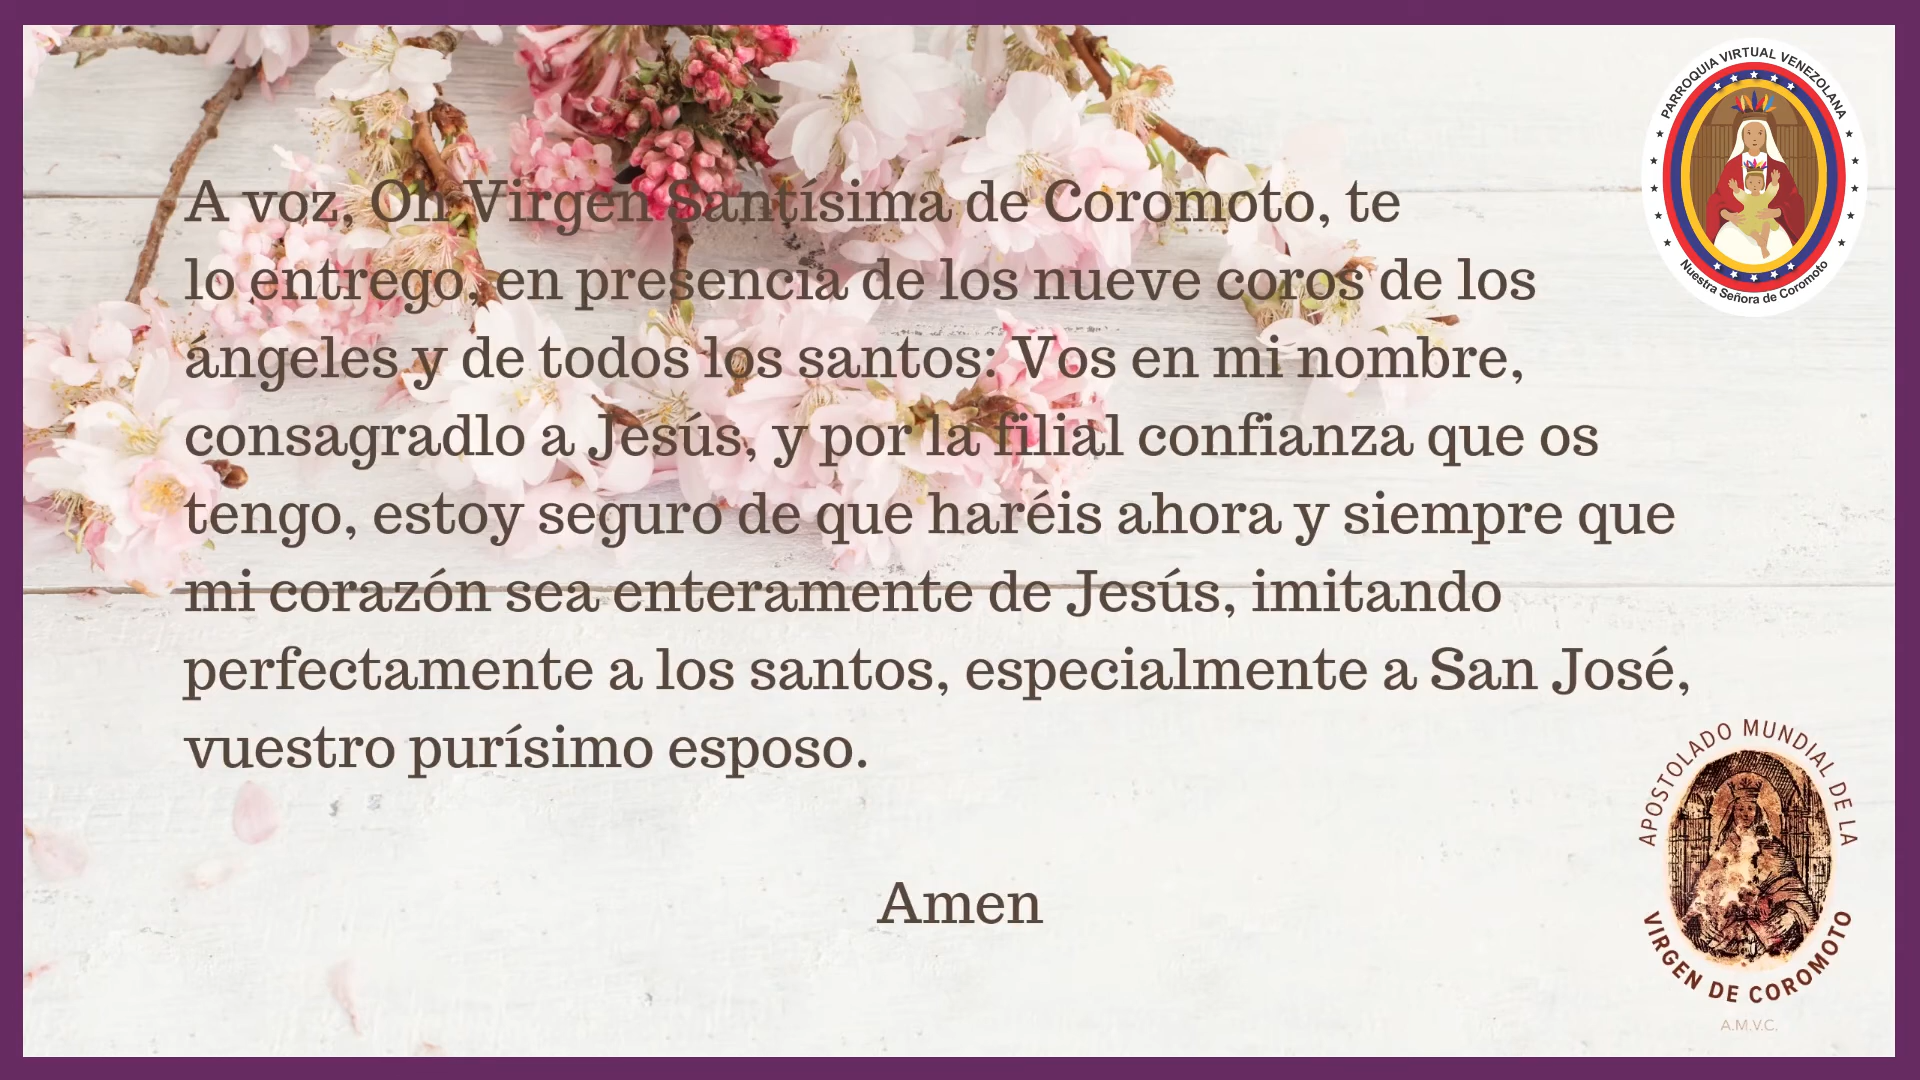 A voz, Oh Virgen Santísima de Coromoto, te
lo entrego, en presencia de los nueve coros de los
ángeles y de todos los santos: Vos en mi nombre,
consagradlo a Jesús, y por la filial confianza que os
tengo, estoy seguro de que haréis ahora y siempre que
mi corazón sea enteramente de Jesús, imitando
perfectamente a los santos, especialmente a San José,
vuestro purísimo esposo.
Amen
PARROQUIA VIRTUAL VENEZOLANA
Nuestra Señora de Coromoto
APOSTOLADO MUNDIAL DE LA
VIRGEN DE COROMOTO
A.M.V.C.